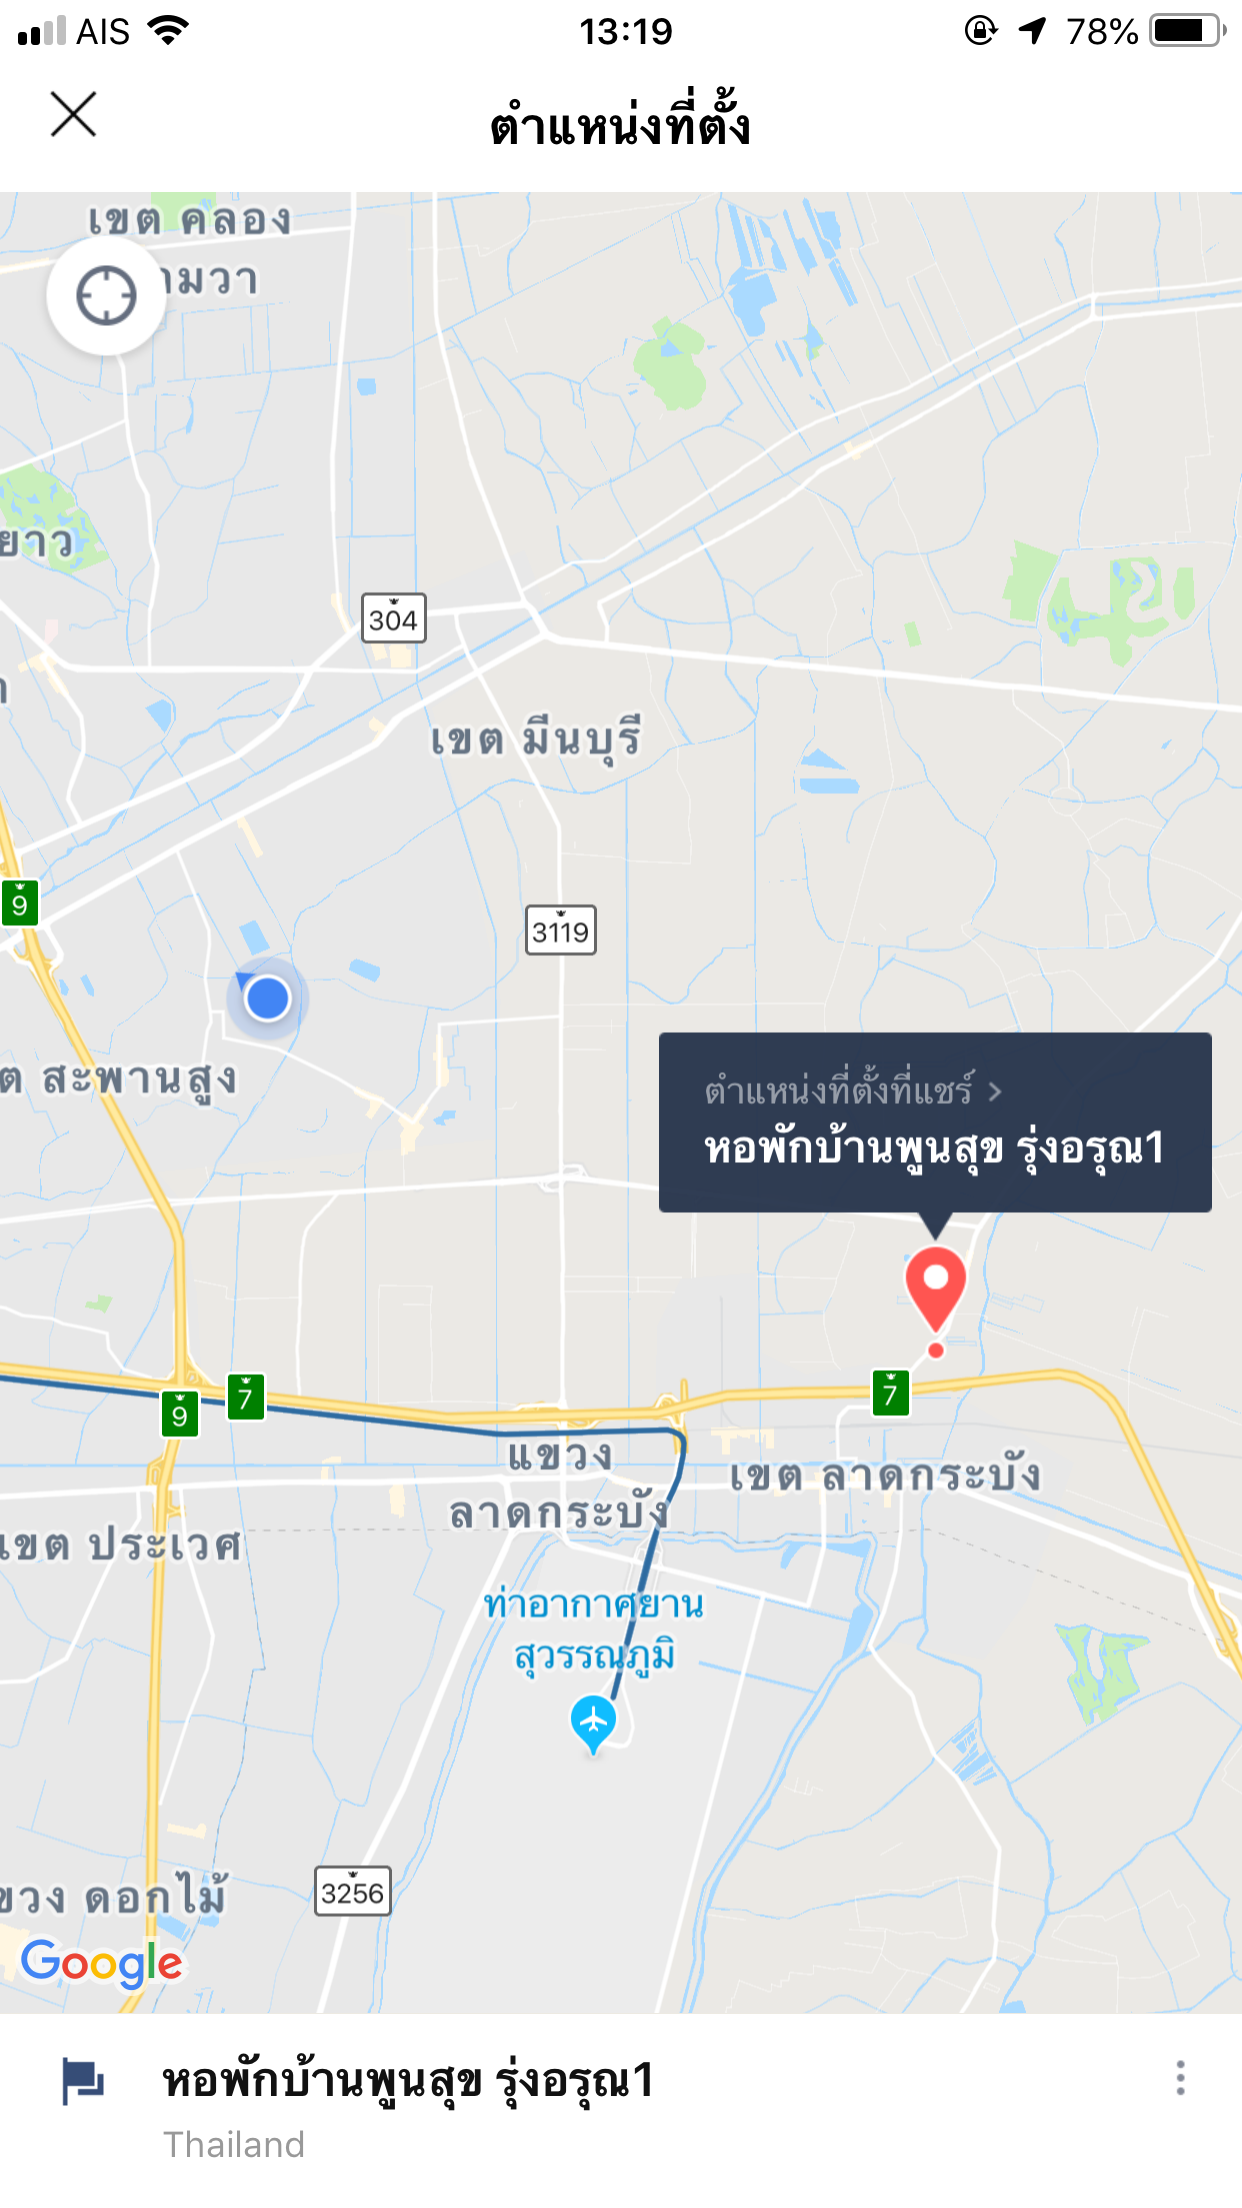 AIS
13:19
78%
ตำแหน่งที่ตั้ง
เขต คลอง
ามวา
ยาว
304
เขต มีนบุรี
9
3119
ต สะพานสูง
ตำแหน่งที่ตั้งที่แชร์ >
หอพักบ้านพูนสุข รุ่งอรุณ1
7
7
9
แขวง
ลาดกระบัง
เขต ลาดกระบัง
เขต ประเวศ
ท่าอากาศยาน
สุวรรณภูมิ
ขวง ดอกไม้
3256
Google
หอพักบ้านพูนสุข รุ่งอรุณ1
Thailand